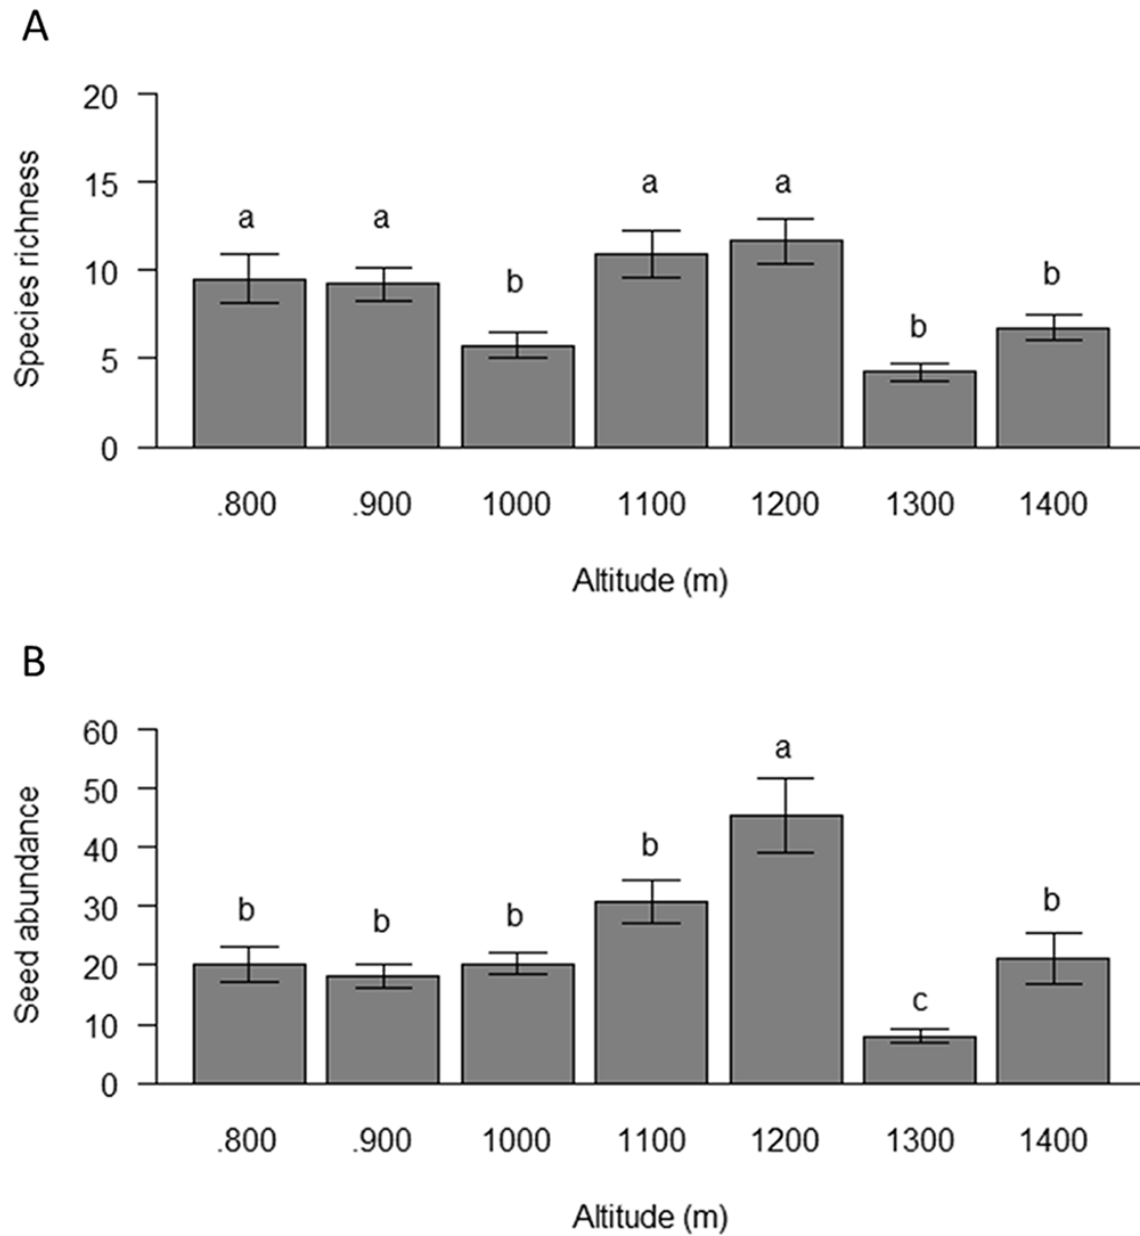 A
20
15
10
5
0
Species richness
a a b a a b b
.800 .900 1000 1100 1200 1300 1400
Altitude (m)
B
60
50
40
30
20
10
0
Seed abundance
b b b b a c b
.800 .900 1000 1100 1200 1300 1400
Altitude (m)